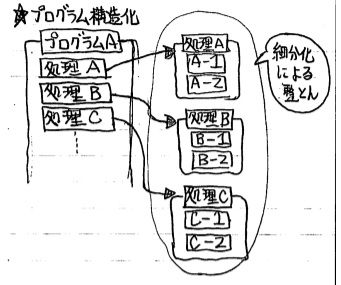 ☆プログラム構造化
プログラムA
処理A
処理B
処理C
処理A
A-1
A-2
処理B
B-1
B-2
処理C
C-1
C-2
細分化
による
整とん